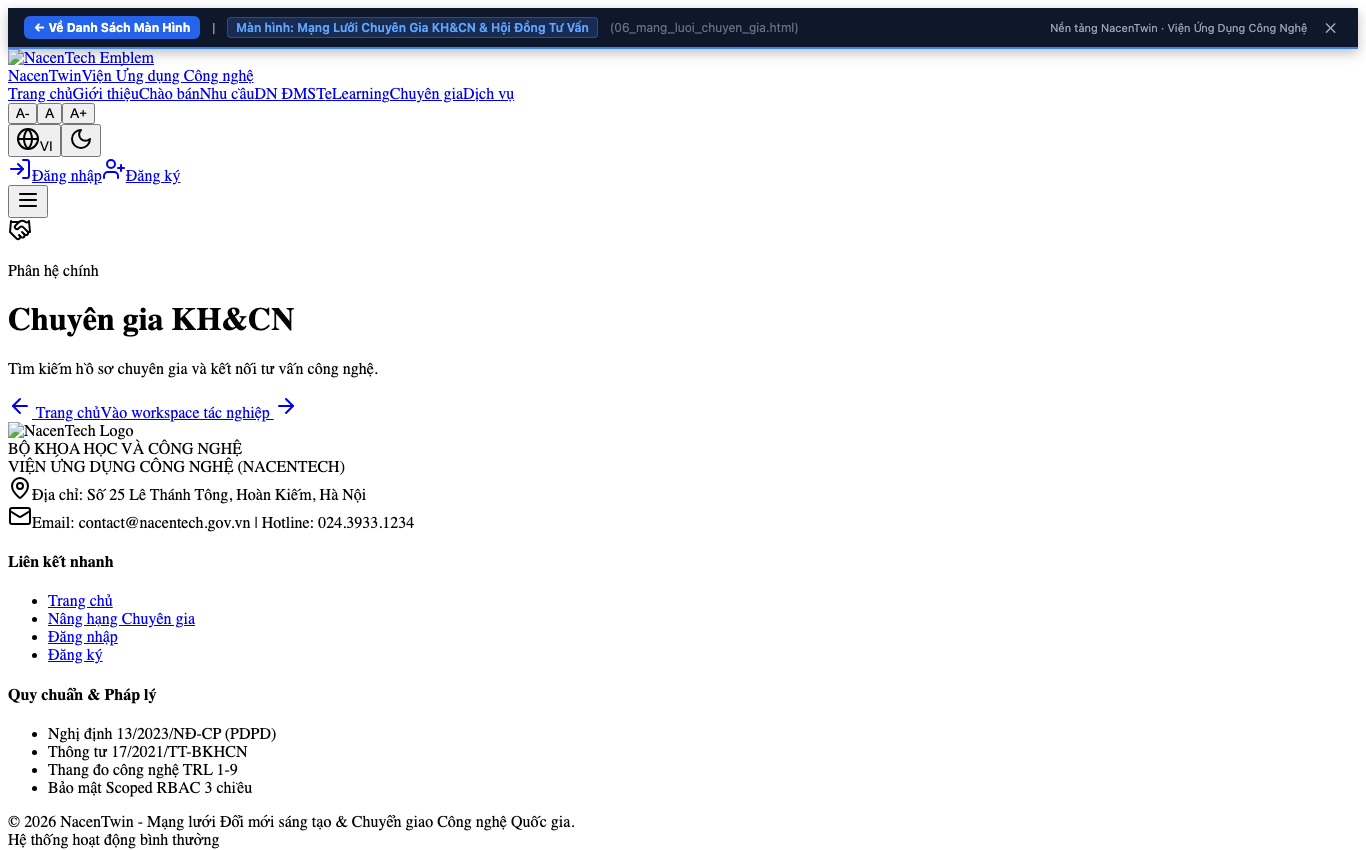 ← Về Danh Sách Màn Hình | Màn hình: Mạng Lưới Chuyên Gia KH&CN & Hội Đồng Tư Vấn (06_mang_luoi_chuyen_gia.html) Nền tảng NacenTwin · Viện Ứng Dụng Công Nghệ ×
NacenTech Emblem
NacenTwinViện Ứng dụng Công nghệ
Trang chủGiới thiệuChào bánNhu cầuDN ĐMSTeLearningChuyên giaDịch vụ
A- A A+
VI
Đăng nhập Đăng ký
Phân hệ chính
Chuyên gia KH&CN
Tìm kiếm hồ sơ chuyên gia và kết nối tư vấn công nghệ.
Trang chủVào workspace tác nghiệp
NacenTech Logo
BỘ KHOA HỌC VÀ CÔNG NGHỆ
VIỆN ỨNG DỤNG CÔNG NGHỆ (NACENTECH)
Địa chỉ: Số 25 Lê Thánh Tông, Hoàn Kiếm, Hà Nội
Email: contact@nacentech.gov.vn | Hotline: 024.3933.1234
Liên kết nhanh
Trang chủ
Nâng hạng Chuyên gia
Đăng nhập
Đăng ký
Quy chuẩn & Pháp lý
Nghị định 13/2023/NĐ-CP (PDPD)
Thông tư 17/2021/TT-BKHCN
Thang đo công nghệ TRL 1-9
Bảo mật Scoped RBAC 3 chiều
© 2026 NacenTwin - Mạng lưới Đổi mới sáng tạo & Chuyển giao Công nghệ Quốc gia.
Hệ thống hoạt động bình thường